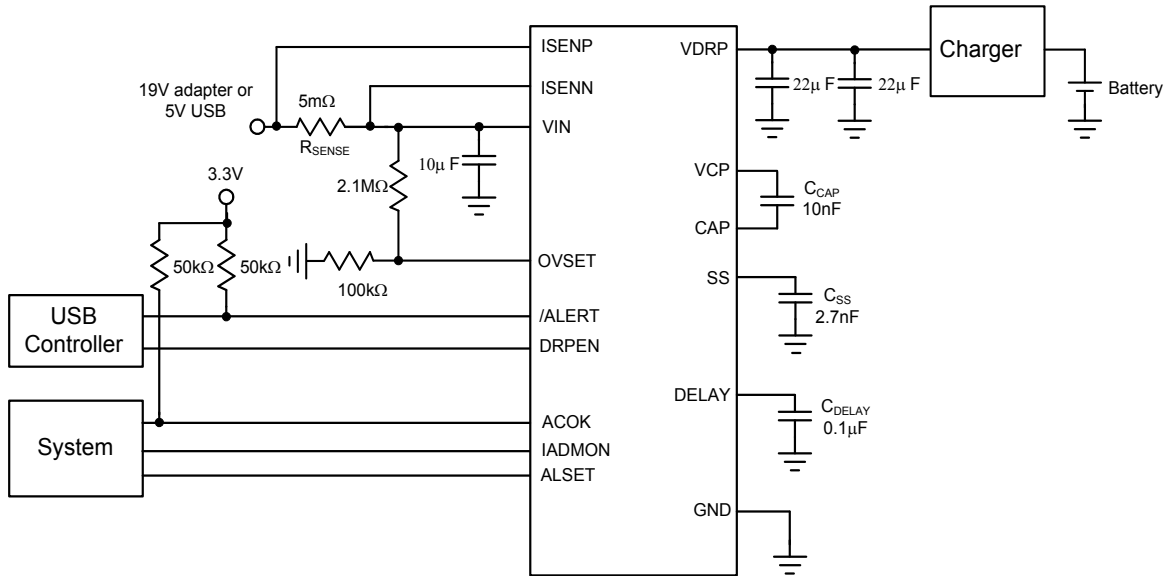 ISENP
ISENN
VIN
OVSET
/ALERT
DRPEN
ACOK
IADMON
ALSET
VDRP
VCP
CAP
SS
DELAY
GND
19V adapter or
5V USB
5mΩ
RSENSE
10μ F
2.1MΩ
3.3V
50kΩ
50kΩ
100kΩ
USB
Controller
System
22μ F
22μ F
Charger
Battery
CCAP
10nF
CSS
2.7nF
CDELAY
0.1μF